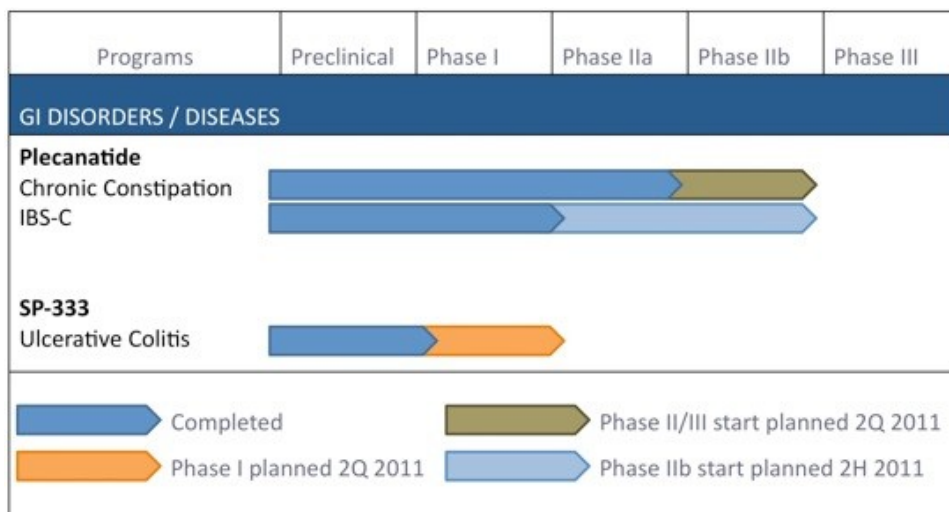 Programs Preclinical Phase I Phase IIa Phase IIb Phase III
GI DISORDERS / DISEASES
Plecanatide
Chronic Constipation
IBS-C
SP-333
Ulcerative Colitis
Completed Phase II/III start planned 2Q 2011
Phase I planned 2Q 2011 Phase IIb start planned 2H 2011